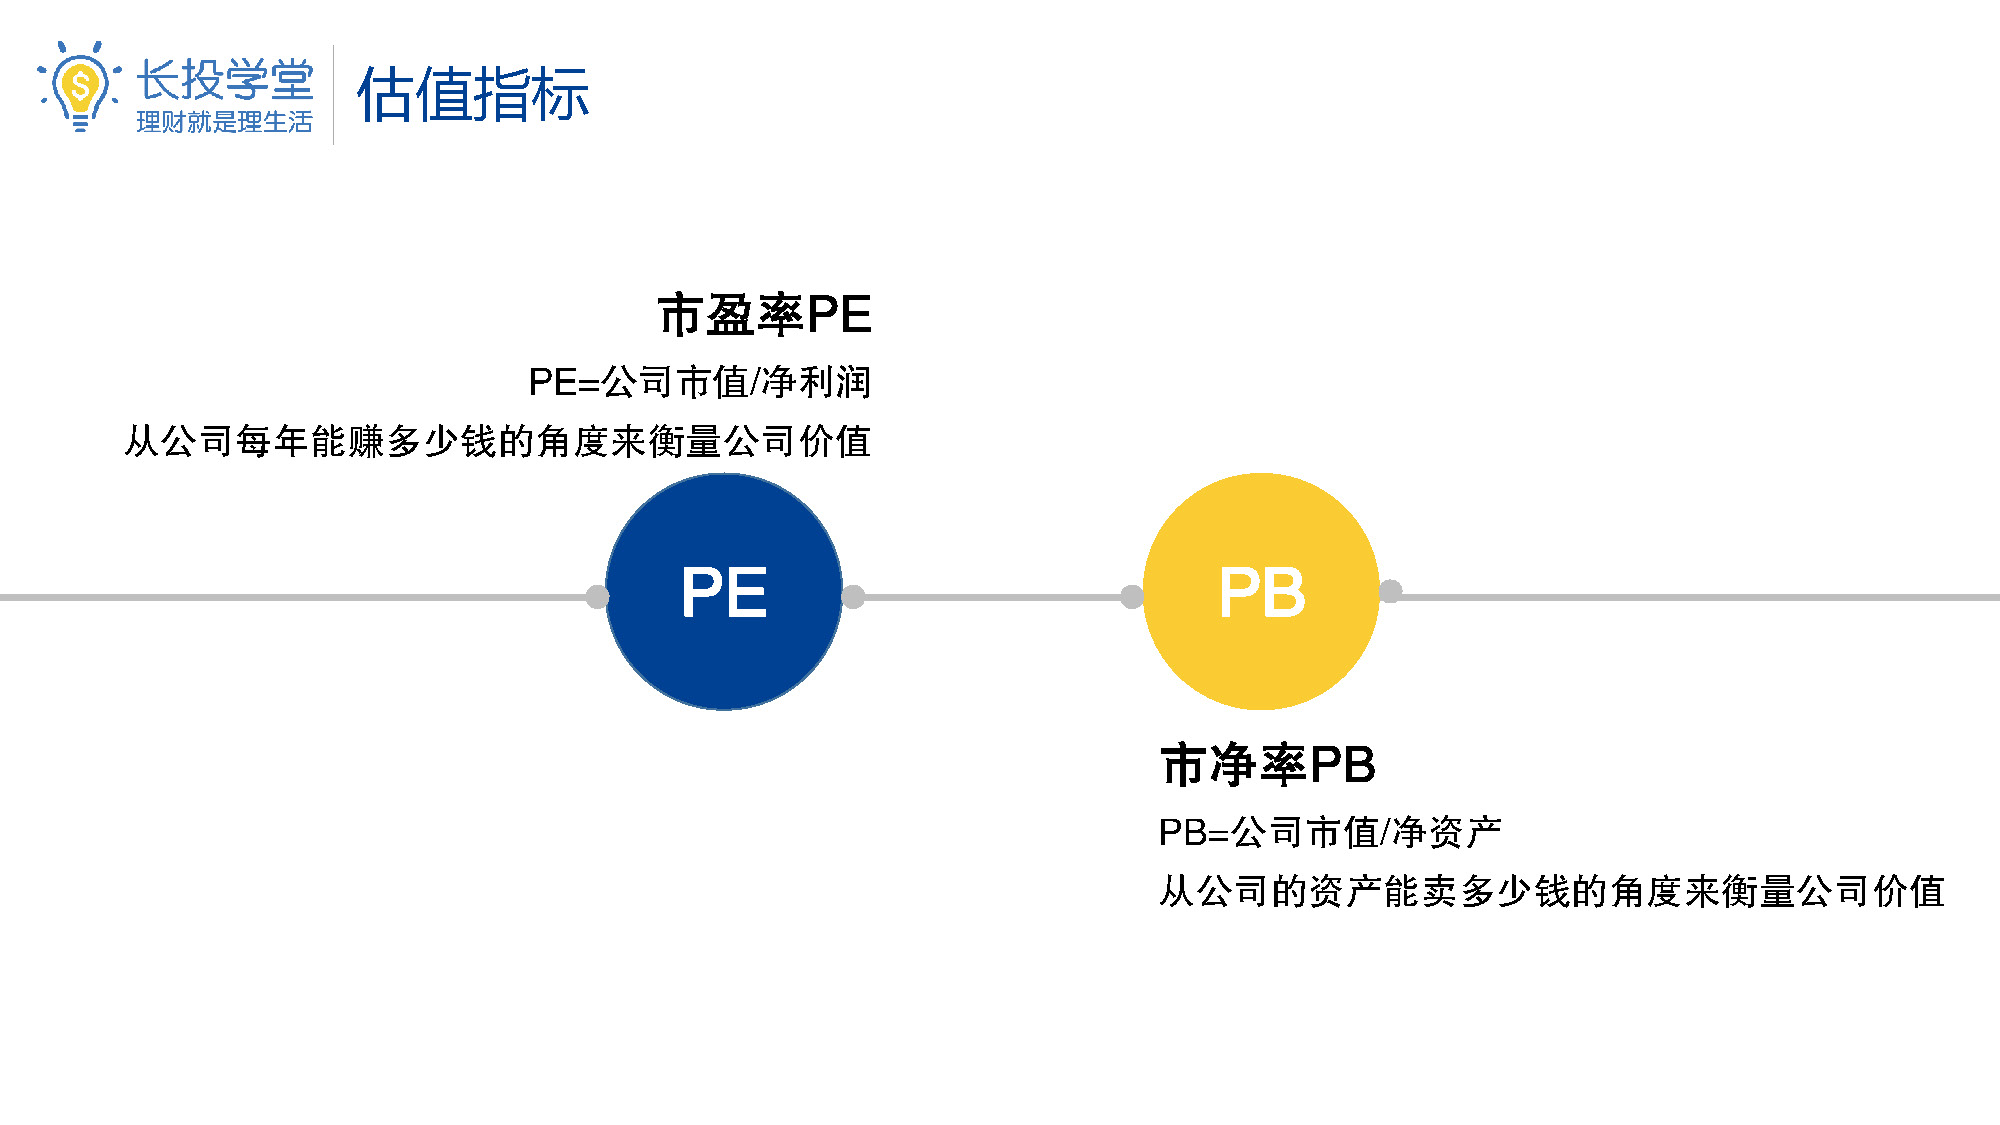 长投学堂
理财就是理生活
估值指标
市盈率PE
PE=公司市值/净利润
从公司每年能赚多少钱的角度来衡量公司价值
PE
PB
市净率PB
PB=公司市值/净资产
从公司的资产能卖多少钱的角度来衡量公司价值